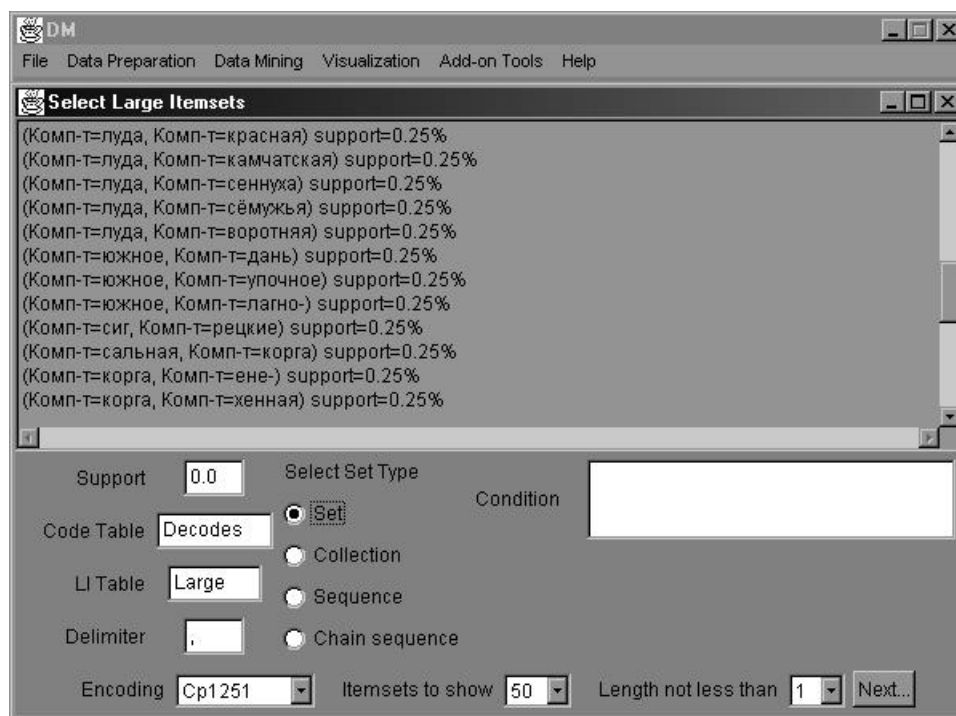 DM
File Data Preparation Data Mining Visualization Add-on Tools Help
Select Large Itemsets
(Комп-т=луда, Комп-т=красная) support=0.25%
(Комп-т=луда, Комп-т=камчатская) support=0.25%
(Комп-т=луда, Комп-т=сеннуха) support=0.25%
(Комп-т=луда, Комп-т=сёмужья) support=0.25%
(Комп-т=луда, Комп-т=воротняя) support=0.25%
(Комп-т=южное, Комп-т=дань) support=0.25%
(Комп-т=южное, Комп-т=упочное) support=0.25%
(Комп-т=южное, Комп-т=лагно-) support=0.25%
(Комп-т=сиг, Комп-т=рецкие) support=0.25%
(Комп-т=сальная, Комп-т=корга) support=0.25%
(Комп-т=корга, Комп-т=ене-) support=0.25%
(Комп-т=корга, Комп-т=хенная) support=0.25%
Support 0.0 Select Set Type Condition
Set
Code Table Decodes
Collection
LI Table Large
Sequence
Delimiter ;
Chain sequence
Encoding Cp1251 Itemsets to show 50 Length not less than 1 Next...